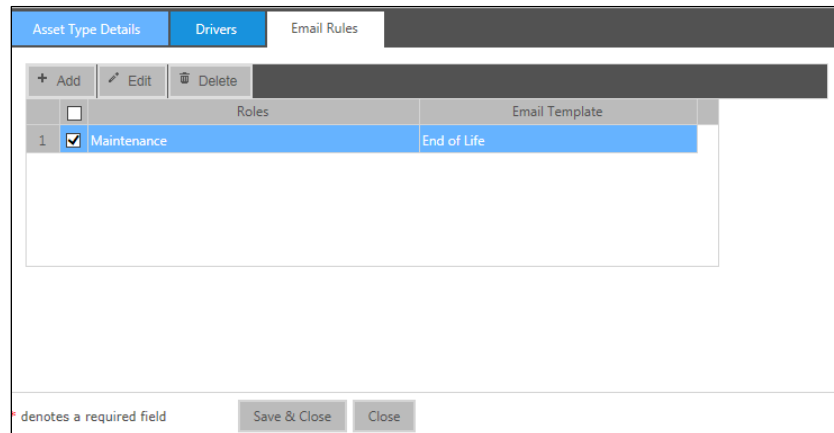 Asset Type Details Drivers Email Rules
+ Add Edit Delete
Roles Email Template
1 Maintenance End of Life
* denotes a required field Save & Close Close